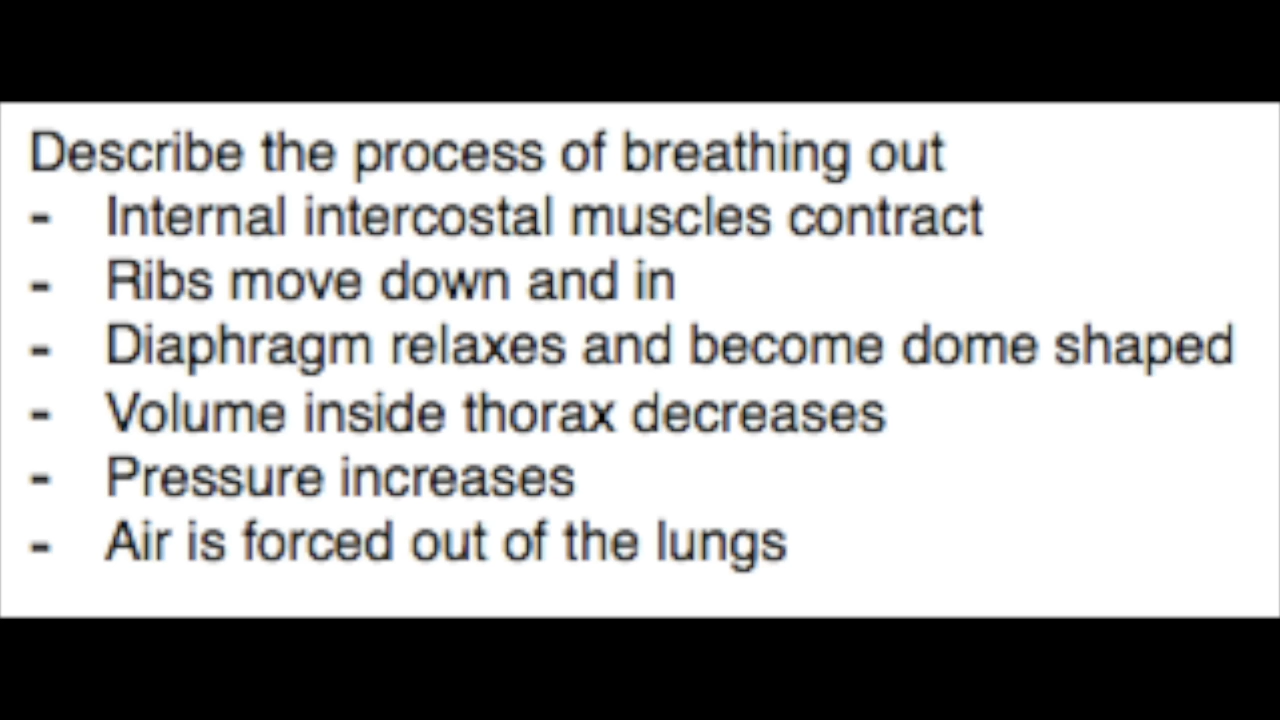 Describe the process of breathing out
- Internal intercostal muscles contract
- Ribs move down and in
- Diaphragm relaxes and become dome shaped
- Volume inside thorax decreases
- Pressure increases
- Air is forced out of the lungs